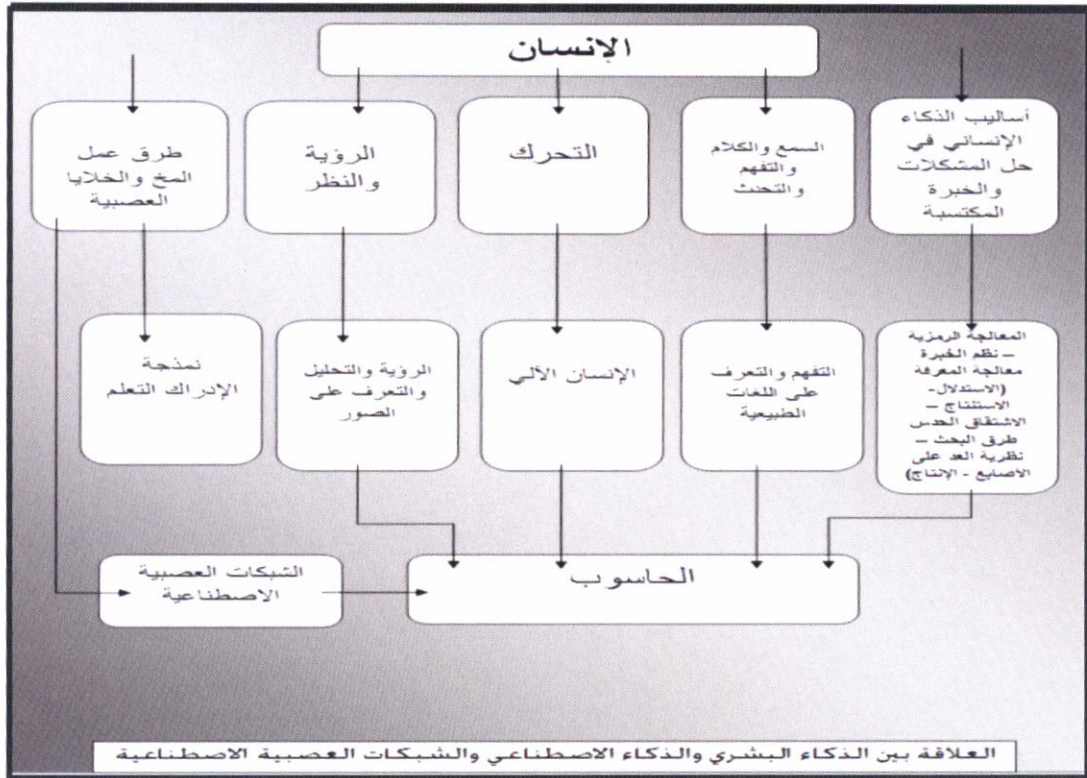 الإنسان
أساليب الذكاء
الإنساني في
حل المشكلات
والخبرة
المكتسبة
السمع والكلام
والتفهم
والتحدث
التحرك
الرؤية
والنظر
طرق عمل
المخ والخلايا
العصبية
المعالجة الرمزية
– نظم الخبرة
معالجة المعرفة
(الاستدلال-
الاستنتاج –
الاشتقاق الحدس
طرق البحث –
نظرية العد على
الأصابع - الإنتاج)
التفهم والتعرف
على اللغات
الطبيعية
الإنسان الآلي
الرؤية والتحليل
والتعرف على
الصور
نمذجة
الإدراك التعلم
الحاسوب
الشبكات العصبية
الاصطناعية
العلاقة بين الذكاء البشري والذكاء الاصطناعي والشبكات العصبية الاصطناعية